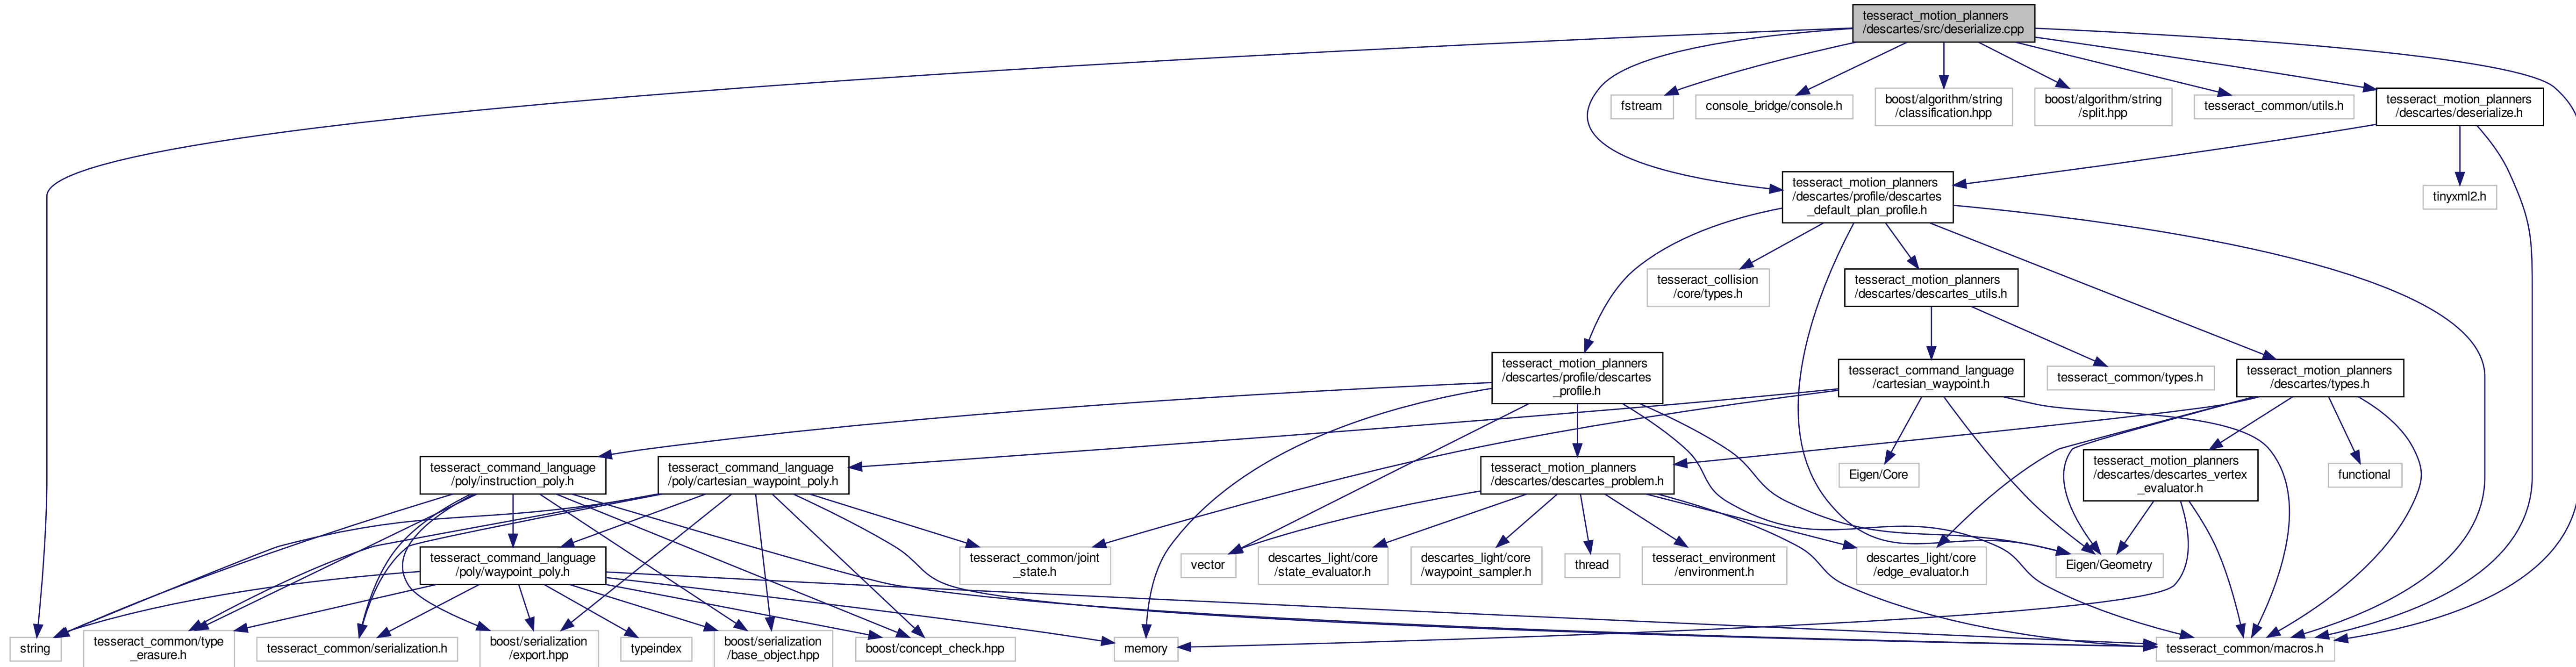 tesseract_motion_planners
/descartes/src/deserialize.cpp
fstream
console_bridge/console.h
boost/algorithm/string
/classification.hpp
boost/algorithm/string
/split.hpp
tesseract_common/utils.h
tesseract_motion_planners
/descartes/deserialize.h
tesseract_motion_planners
/descartes/profile/descartes
_default_plan_profile.h
tinyxml2.h
tesseract_collision
/core/types.h
tesseract_motion_planners
/descartes/descartes_utils.h
tesseract_motion_planners
/descartes/profile/descartes
_profile.h
tesseract_command_language
/cartesian_waypoint.h
tesseract_common/types.h
tesseract_motion_planners
/descartes/types.h
tesseract_command_language
/poly/instruction_poly.h
tesseract_command_language
/poly/cartesian_waypoint_poly.h
tesseract_motion_planners
/descartes/descartes_problem.h
Eigen/Core
tesseract_motion_planners
/descartes/descartes_vertex
_evaluator.h
functional
tesseract_command_language
/poly/waypoint_poly.h
tesseract_common/joint
_state.h
vector
descartes_light/core
/state_evaluator.h
descartes_light/core
/waypoint_sampler.h
thread
tesseract_environment
/environment.h
descartes_light/core
/edge_evaluator.h
Eigen/Geometry
string
tesseract_common/type
_erasure.h
tesseract_common/serialization.h
boost/serialization
/export.hpp
typeindex
boost/serialization
/base_object.hpp
boost/concept_check.hpp
memory
tesseract_common/macros.h